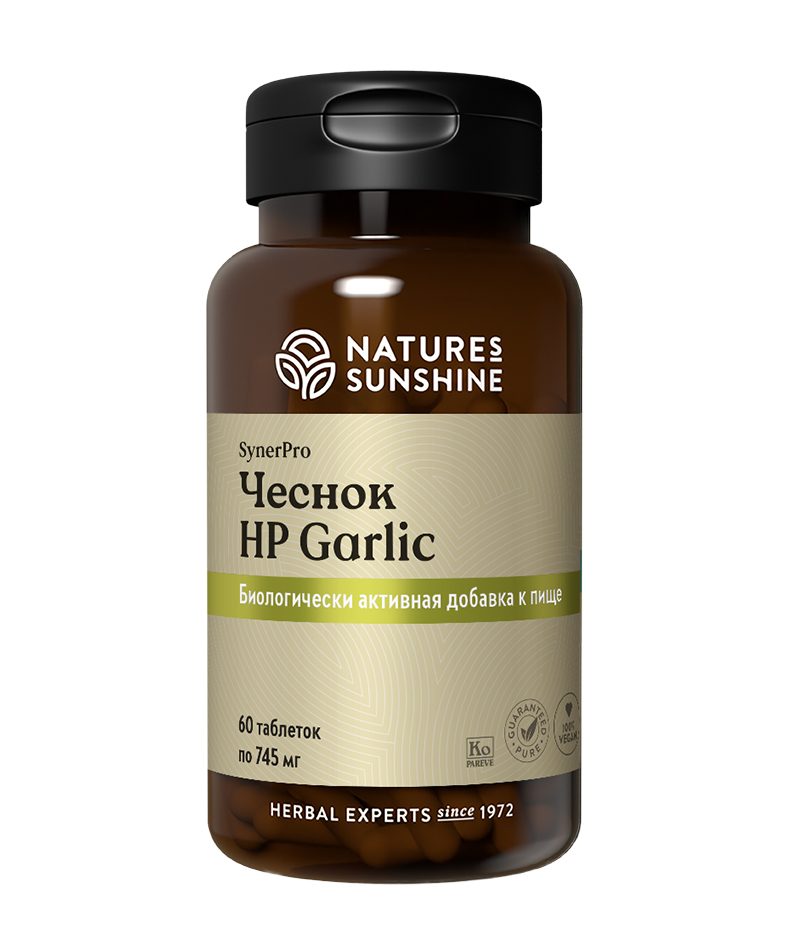 NATURES
SUNSHINE
SynerPro
Чеснок
HP Garlic
Биологически активная добавка к пище
60 таблеток
по 745 мг
Ko
PAREVE
GUARANTEED
PURE
100%
VEGAN
HERBAL EXPERTS since 1972